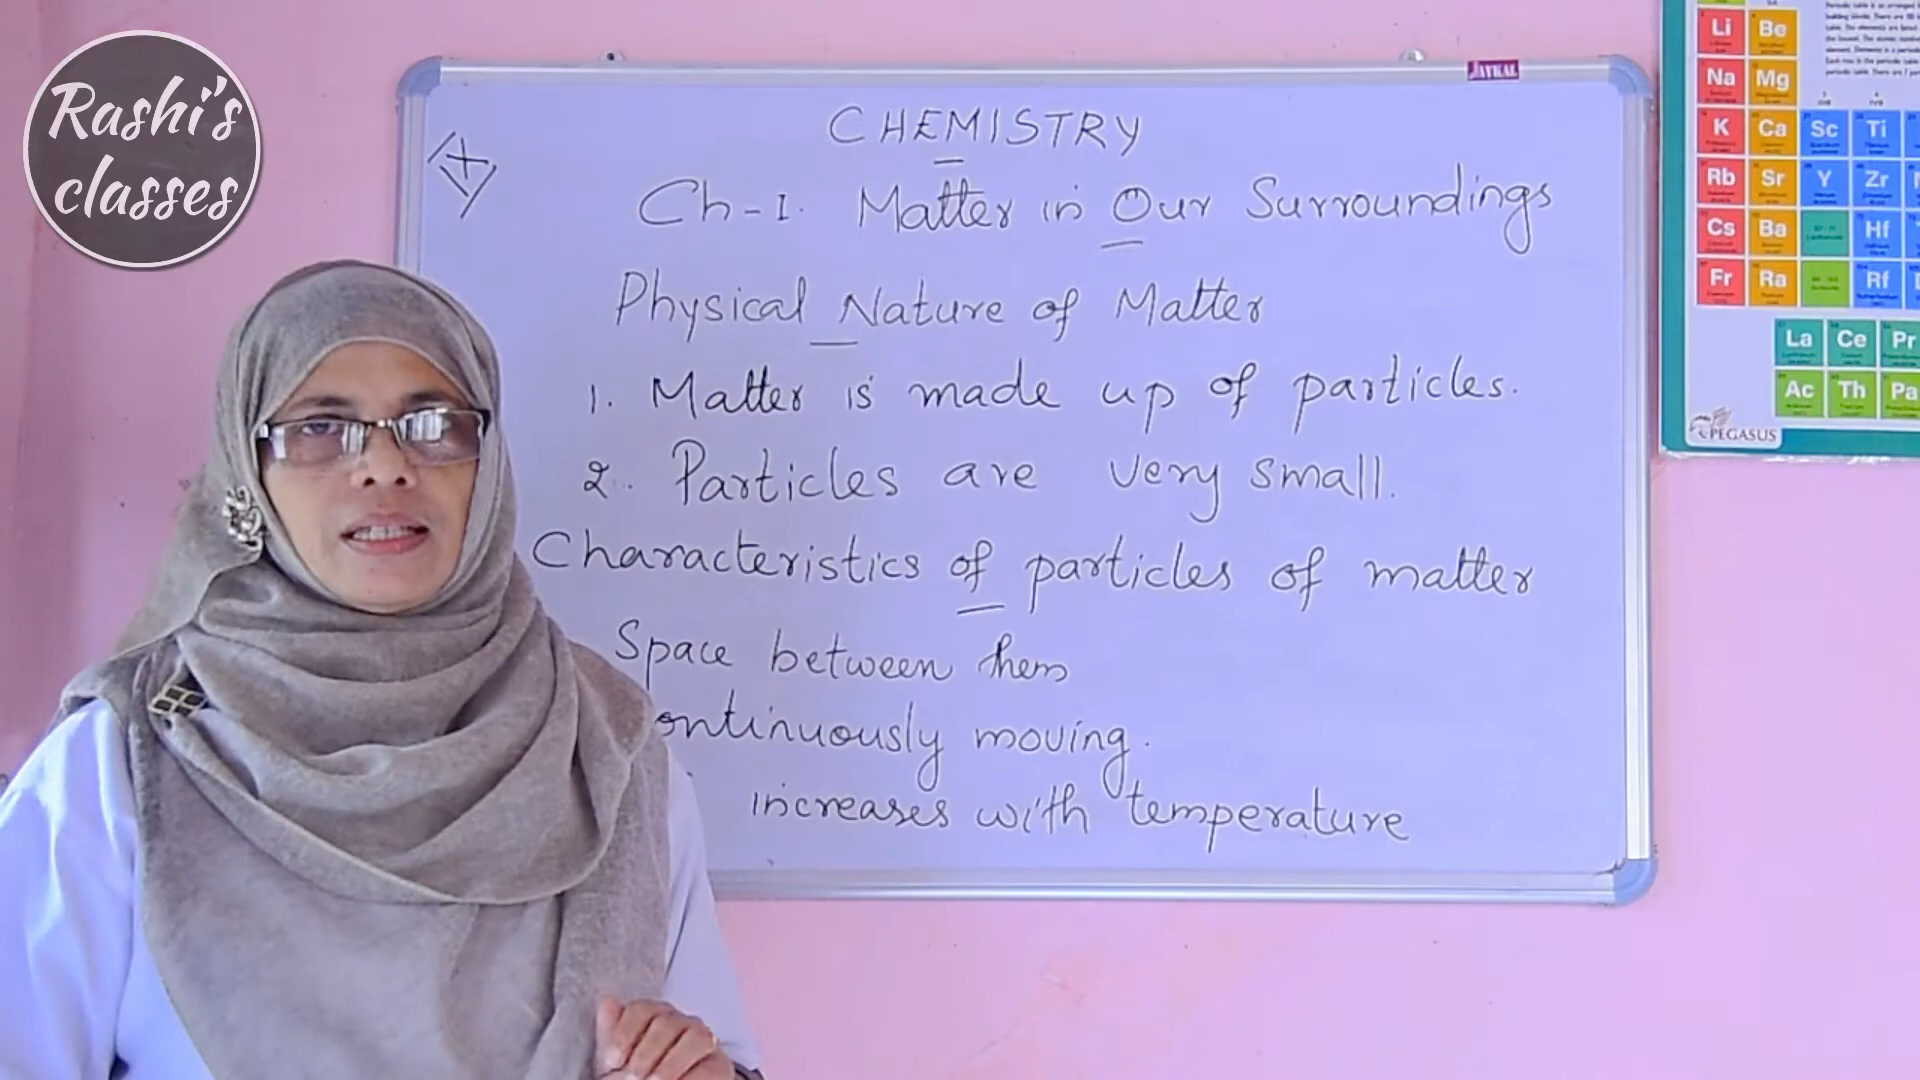 Rashi's
classes
JAYKAL
CHEMISTRY
Ch-1. Matter in Our Surroundings
Physical Nature of Matter
1. Matter is made up of particles.
2. Particles are very small.
Characteristics of particles of matter
Space between them
ontinuously moving.
increases with temperature
Li Be
Na Mg
K Ca Sc Ti
Rb Sr Y Zr
Cs Ba Hf
Fr Ra Rf
La Ce Pr
Ac Th Pa
PEGASUS